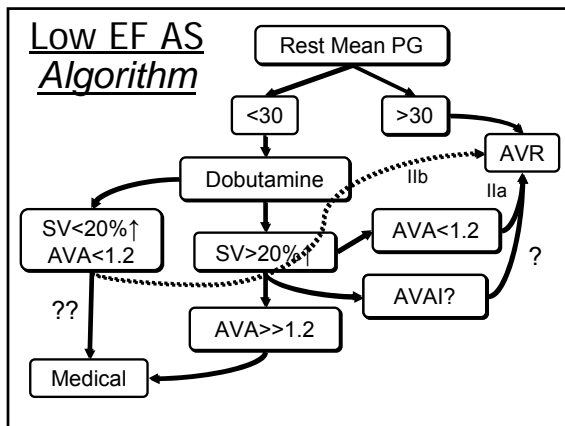 Low EF AS
Algorithm
Rest Mean PG
<30
>30
AVR
Dobutamine
IIb
IIa
SV<20%↑
AVA<1.2
SV>20%↑
AVA<1.2
?
??
AVAI?
AVA>>1.2
Medical